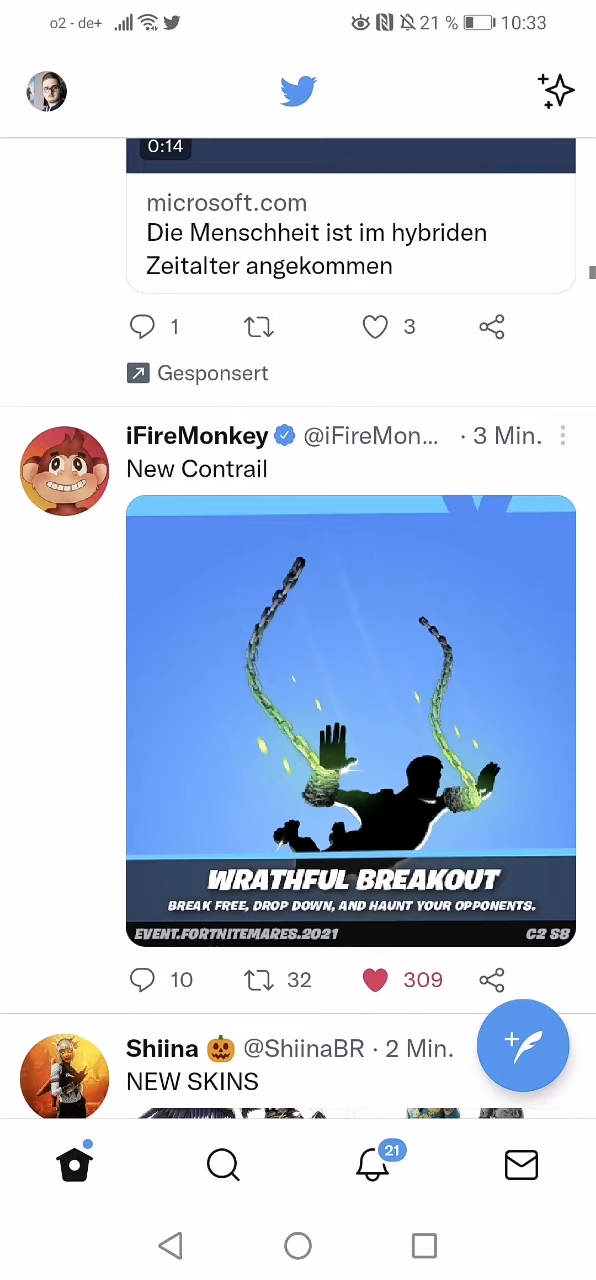 o2 - de+ 21 % 10:33
0:14
microsoft.com
Die Menschheit ist im hybriden
Zeitalter angekommen
1 3
Gesponsert
iFireMonkey @iFireMon... · 3 Min.
New Contrail
WRATHFUL BREAKOUT
BREAK FREE, DROP DOWN, AND HAUNT YOUR OPPONENTS.
EVENT.FORTNITEMARES.2021 C2 S8
10 32 309
Shiina 🎃 @ShiinaBR · 2 Min.
NEW SKINS
21